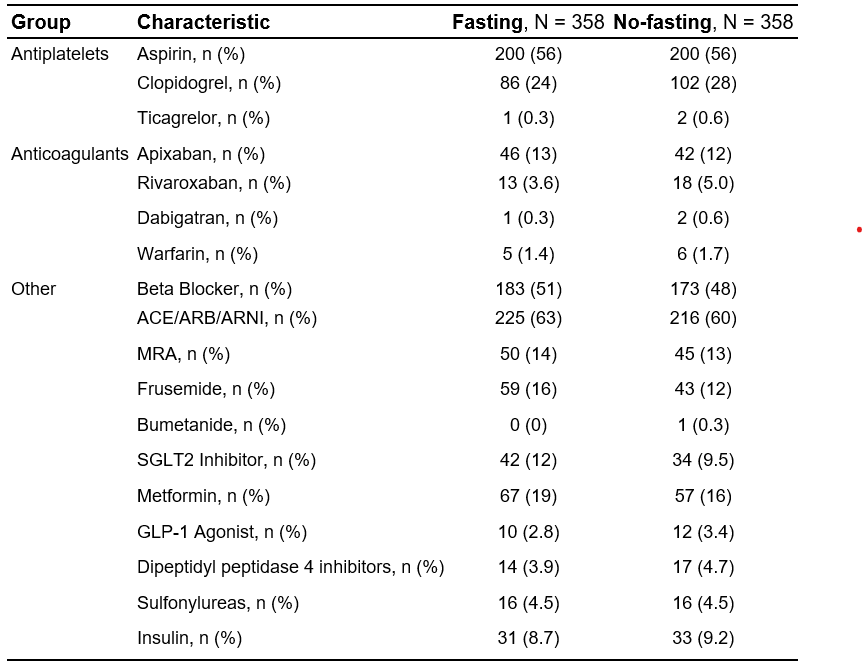 Group Characteristic Fasting, N = 358 No-fasting, N = 358
Antiplatelets Aspirin, n (%) 200 (56) 200 (56)
Clopidogrel, n (%) 86 (24) 102 (28)
Ticagrelor, n (%) 1 (0.3) 2 (0.6)
Anticoagulants Apixaban, n (%) 46 (13) 42 (12)
Rivaroxaban, n (%) 13 (3.6) 18 (5.0)
Dabigatran, n (%) 1 (0.3) 2 (0.6)
Warfarin, n (%) 5 (1.4) 6 (1.7)
Other Beta Blocker, n (%) 183 (51) 173 (48)
ACE/ARB/ARNI, n (%) 225 (63) 216 (60)
MRA, n (%) 50 (14) 45 (13)
Frusemide, n (%) 59 (16) 43 (12)
Bumetanide, n (%) 0 (0) 1 (0.3)
SGLT2 Inhibitor, n (%) 42 (12) 34 (9.5)
Metformin, n (%) 67 (19) 57 (16)
GLP-1 Agonist, n (%) 10 (2.8) 12 (3.4)
Dipeptidyl peptidase 4 inhibitors, n (%) 14 (3.9) 17 (4.7)
Sulfonylureas, n (%) 16 (4.5) 16 (4.5)
Insulin, n (%) 31 (8.7) 33 (9.2)